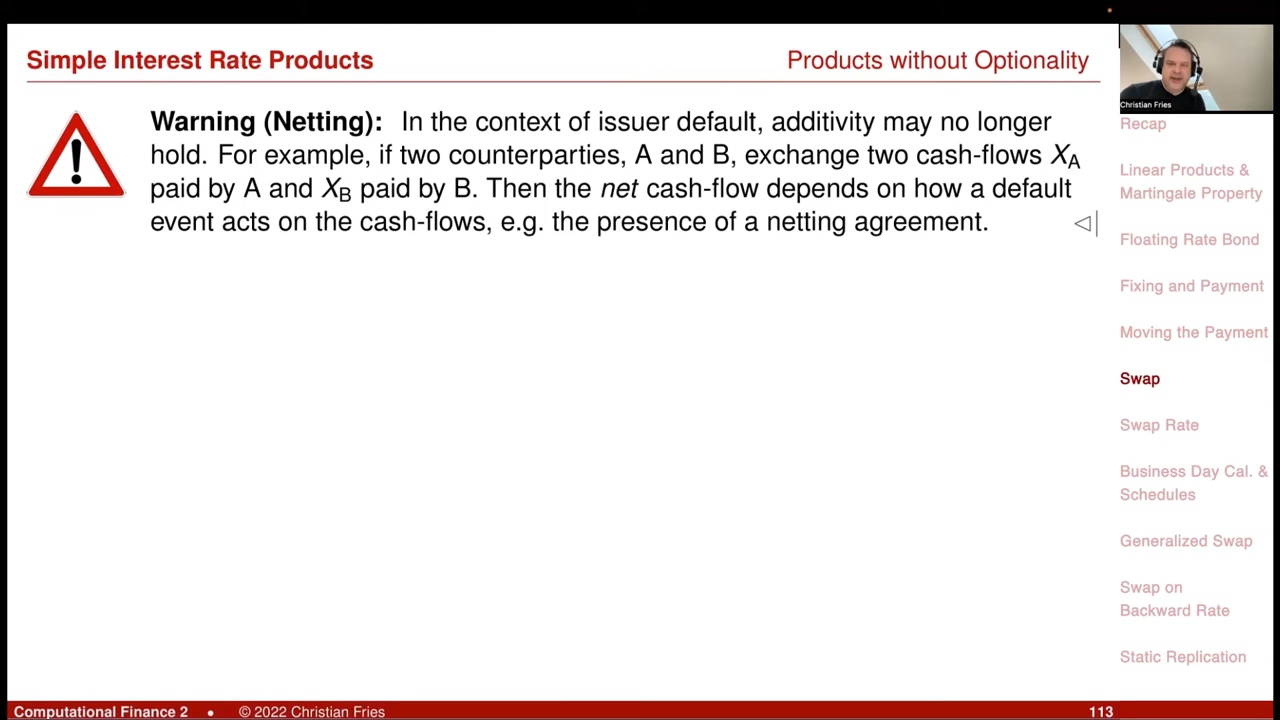 Simple Interest Rate Products
Products without Optionality
Warning (Netting): In the context of issuer default, additivity may no longer
hold. For example, if two counterparties, A and B, exchange two cash-flows XA
paid by A and XB paid by B. Then the net cash-flow depends on how a default
event acts on the cash-flows, e.g. the presence of a netting agreement.
Christian Fries
Recap
Linear Products &
Martingale Property
Floating Rate Bond
Fixing and Payment
Moving the Payment
Swap
Swap Rate
Business Day Cal. &
Schedules
Generalized Swap
Swap on
Backward Rate
Static Replication
Computational Finance 2 • © 2022 Christian Fries
113